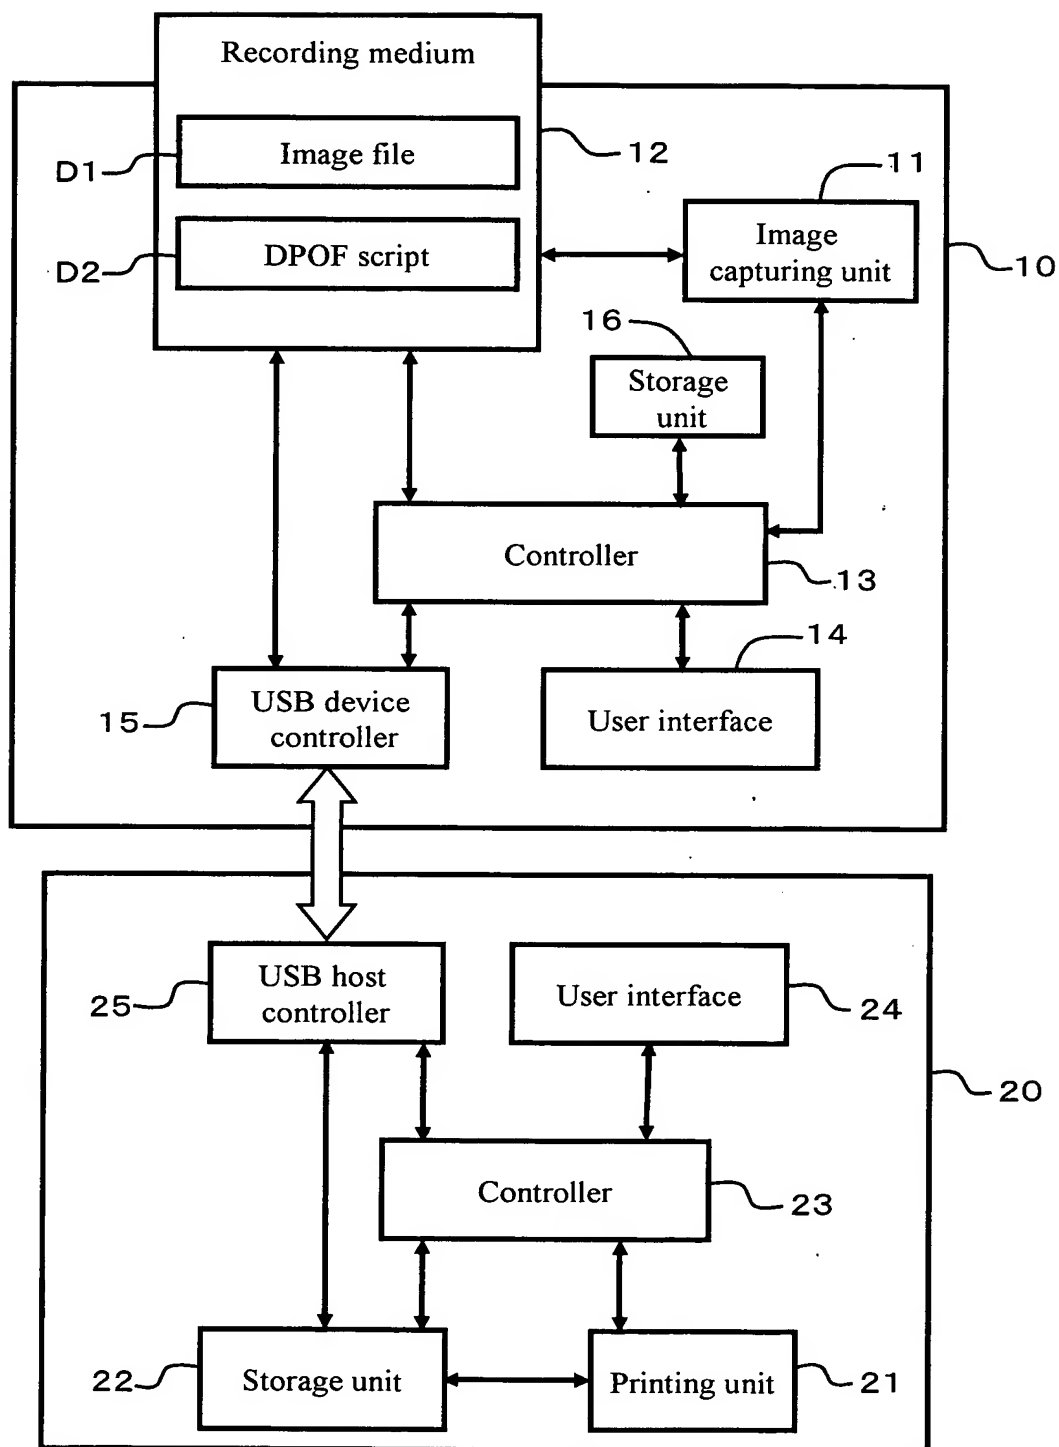 Recording medium
Image file
D1
12
11
DPOF script
D2
Image
capturing unit
10
16
Storage
unit
Controller
13
14
USB device
controller
15
User interface
USB host
controller
25
User interface
24
20
Controller
23
Storage unit
22
Printing unit
21